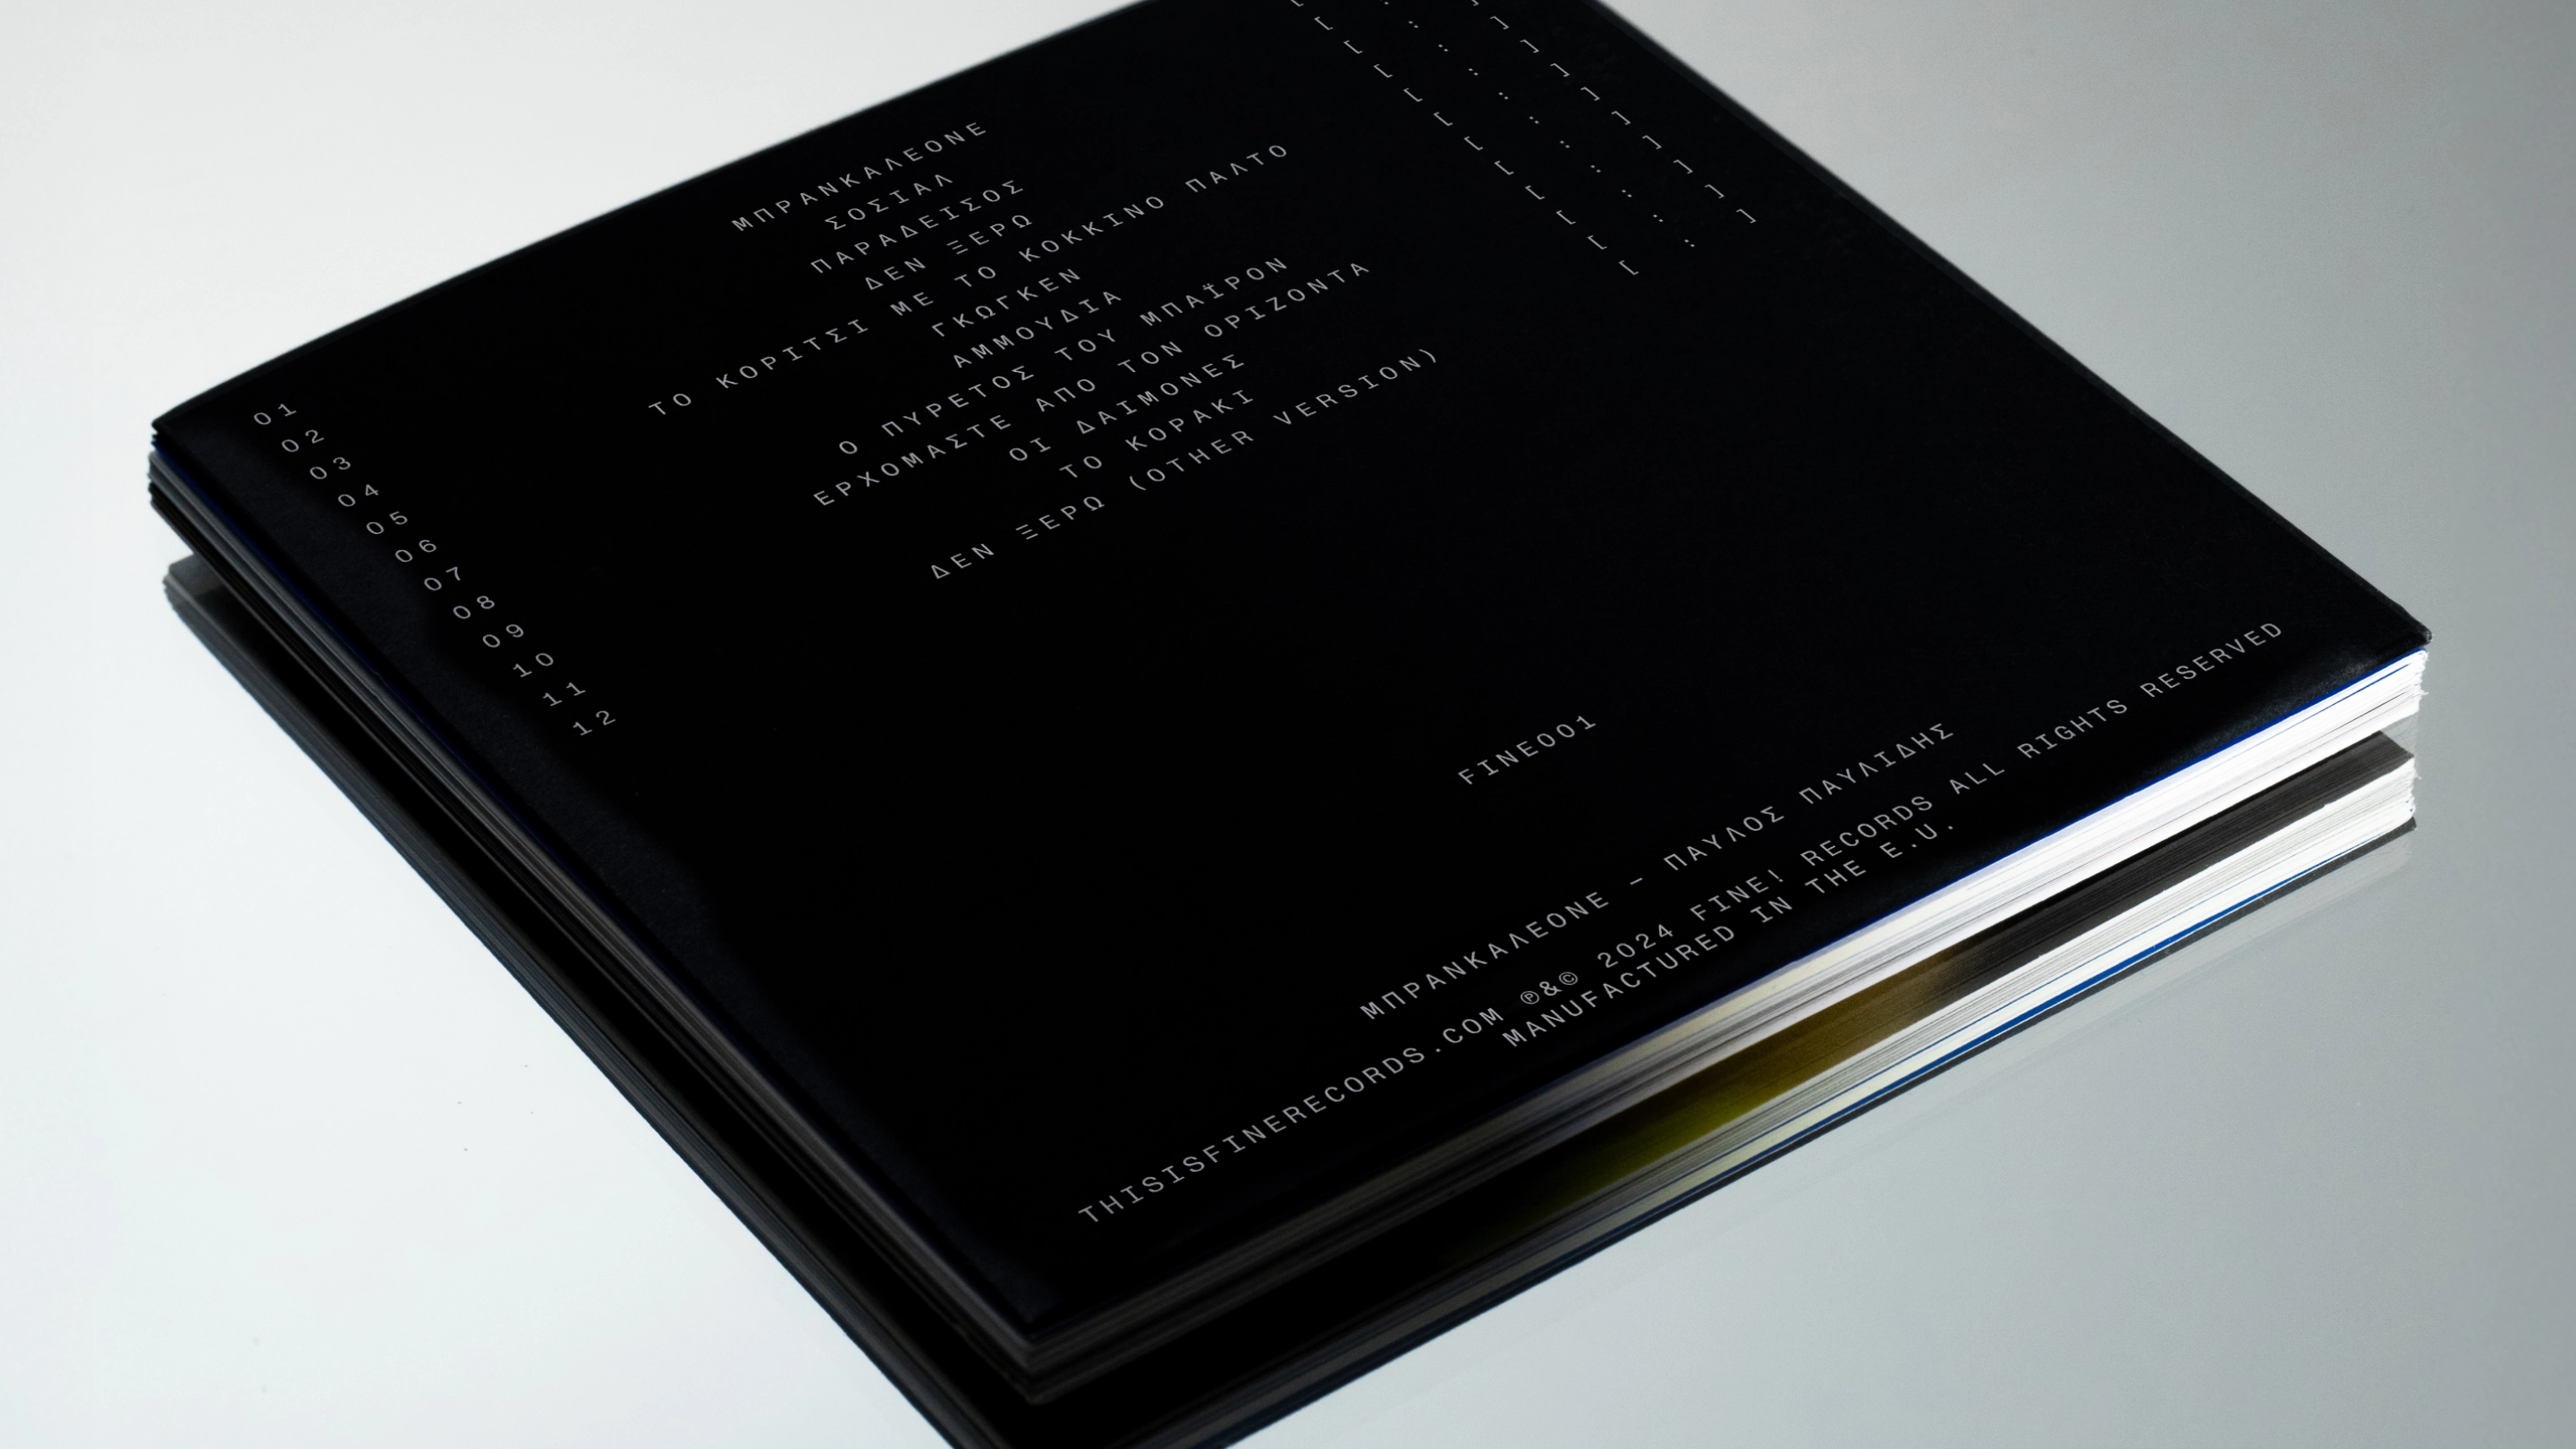 01 ΜΠΡΑΝΚΑΛΕΟΝΕ [ : ]
02 ΣΟΣΙΑΛ [ : ]
03 ΠΑΡΑΔΕΙΣΟΣ [ : ]
04 ΔΕΝ ΞΕΡΩ [ : ]
05 ΤΟ ΚΟΡΙΤΣΙ ΜΕ ΤΟ ΚΟΚΚΙΝΟ ΠΑΛΤΟ [ : ]
06 ΓΚΩΓΚΕΝ [ : ]
07 ΑΜΜΟΥΔΙΑ [ : ]
08 Ο ΠΥΡΕΤΟΣ ΤΟΥ ΜΠΑΪΡΟΝ [ : ]
09 ΕΡΧΟΜΑΣΤΕ ΑΠΟ ΤΟΝ ΟΡΙΖΟΝΤΑ [ : ]
10 ΟΙ ΔΑΙΜΟΝΕΣ [ : ]
11 ΤΟ ΚΟΡΑΚΙ [ : ]
12 ΔΕΝ ΞΕΡΩ (OTHER VERSION) [ : ]
FINE001
ΜΠΡΑΝΚΑΛΕΟΝΕ – ΠΑΥΛΟΣ ΠΑΥΛΙΔΗΣ
THISISFINERECORDS.COM ℗&© 2024 FINE! RECORDS ALL RIGHTS RESERVED
MANUFACTURED IN THE E.U.